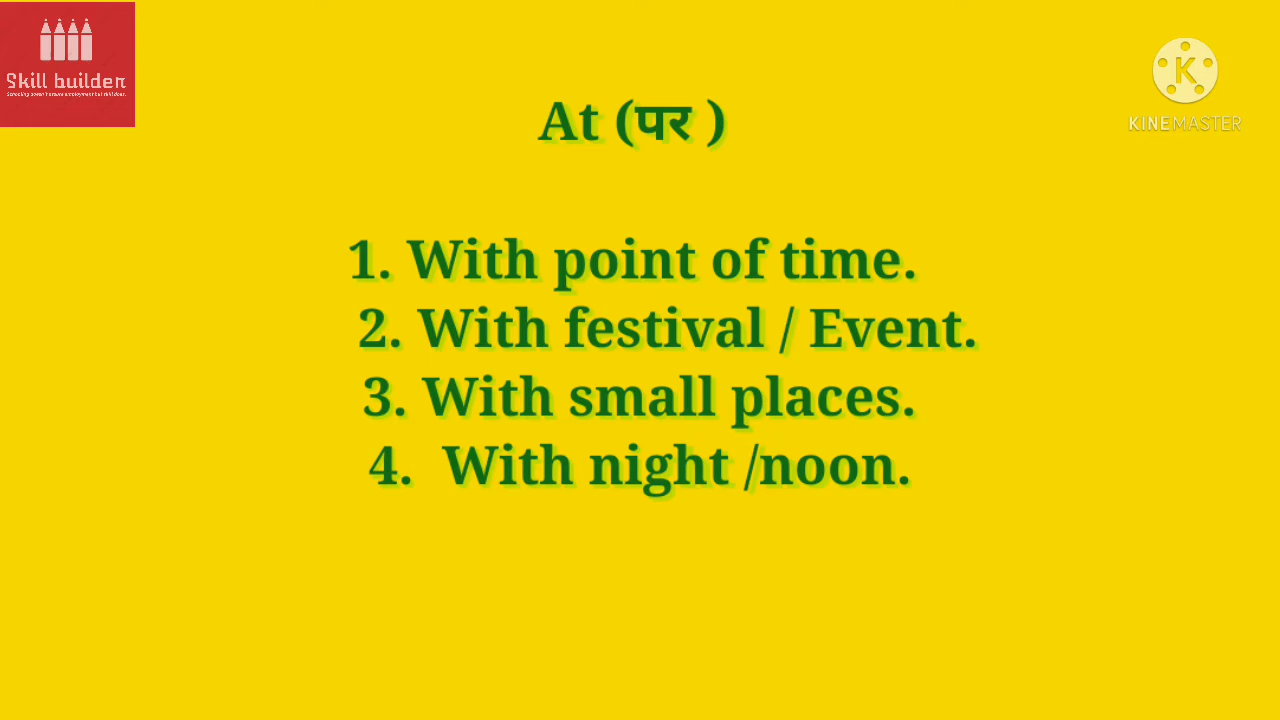 Skill builder
KINEMASTER
At (पर )
1. With point of time.
2. With festival / Event.
3. With small places.
4. With night /noon.